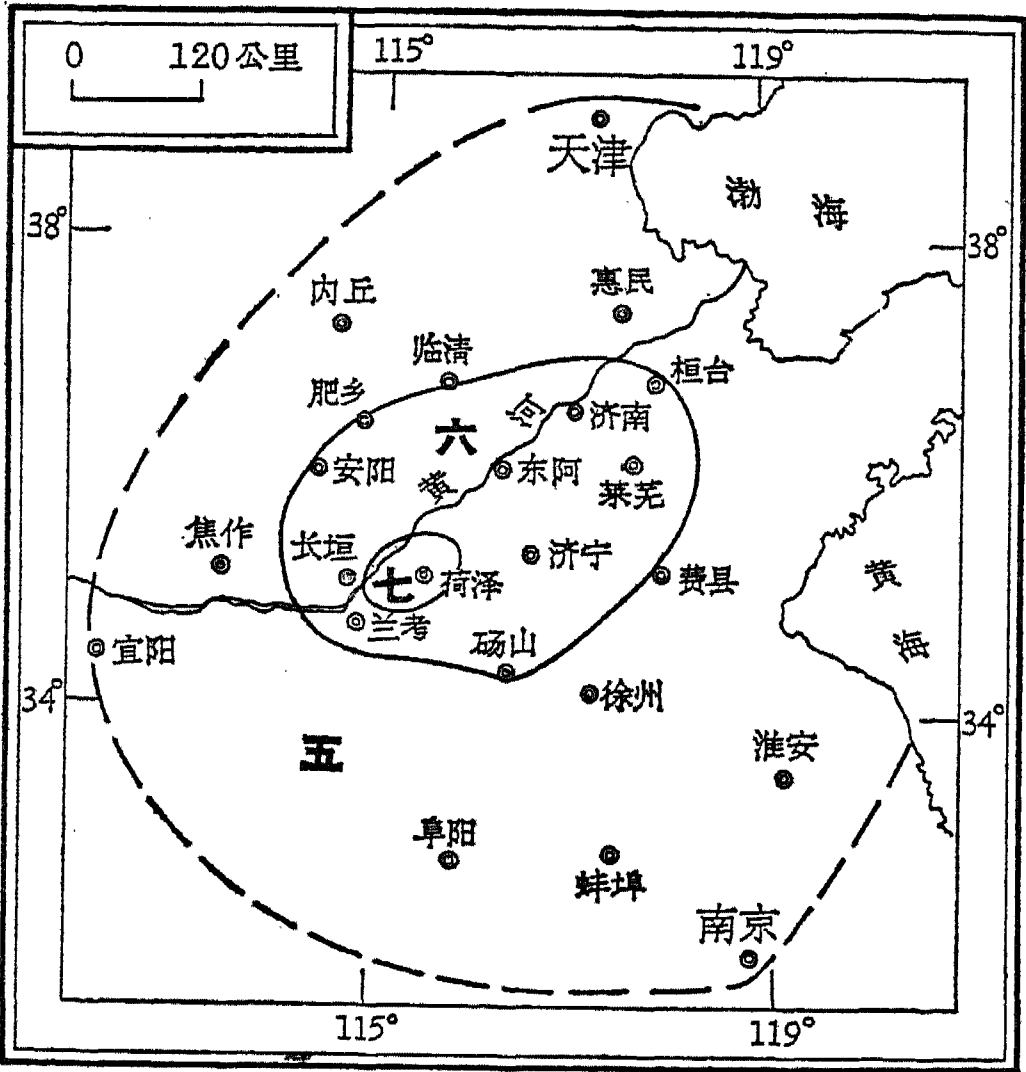 0 120公里
115° 119°
天津
渤海
38° 38°
内丘
惠民
临清
桓台
肥乡
济南
六
黄河
安阳
东阿
莱芜
焦作
长垣
济宁
七
菏泽
费县
黄海
兰考
宜阳
砀山
34° 34°
徐州
五
淮安
阜阳
蚌埠
南京
115° 119°